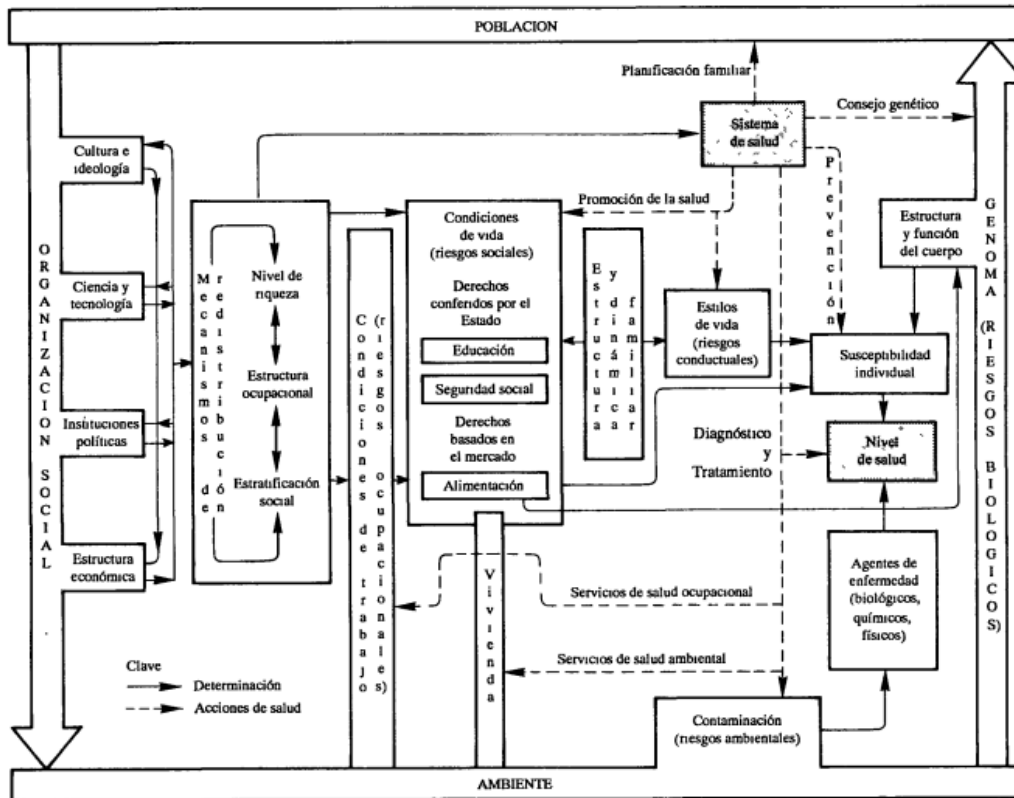 POBLACION
Planificación familiar
Consejo genético
Sistema
de salud
Prevención
Cultura e
ideología
Ciencia y
tecnología
Instituciones
políticas
Estructura
económica
ORGANIZACION SOCIAL
Mecanismos de
redistribución
Nivel de
riqueza
Estructura
ocupacional
Estratificación
social
Condiciones de trabajo
(riesgos ocupacionales)
Condiciones
de vida
(riesgos sociales)
Derechos
conferidos por el
Estado
Educación
Seguridad social
Derechos
basados en
el mercado
Alimentación
Vivienda
Promoción de la salud
Estructura
y dinámica
familiar
Estilos
de vida
(riesgos
conductuales)
Estructura
y función
del cuerpo
Susceptibilidad
individual
Diagnóstico
y
Tratamiento
Nivel
de salud
Agentes de
enfermedad
(biológicos,
químicos,
físicos)
GENOMA (RIESGOS BIOLOGICOS)
Servicios de salud ocupacional
Servicios de salud ambiental
Contaminación
(riesgos ambientales)
Clave
Determinación
Acciones de salud
AMBIENTE